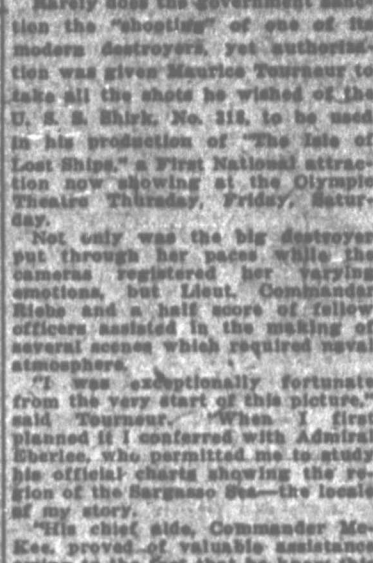 Rarely does the government sanc-
tion the "shooting" of one of its
modern destroyers, yet authoriza-
tion was given Maurice Tourneur to
take all the shots he wished of the
U. S. S. Shirk, No. 318, to be used
in his production of "The Isle of
Lost Ships," a First National attrac-
tion now showing at the Olympic
Theatre Thursday, Friday, Satur-
day.
Not only was the big destroyer
put through her paces while the
cameras registered her varying
emotions, but Lieut. Commander
and a half score of fellow
officers assisted in the making of
several scenes which required naval
atmosphere.
"I was exceptionally fortunate
from the very start of this picture,"
said Tourneur. "When I first
planned it I conferred with Admiral
Eberlee, who permitted me to study
his official charts showing the re-
gion of the Sargasso Sea—the locale
of my story.
"His chief aide, Commander Mc-
Kee, proved of valuable assistance